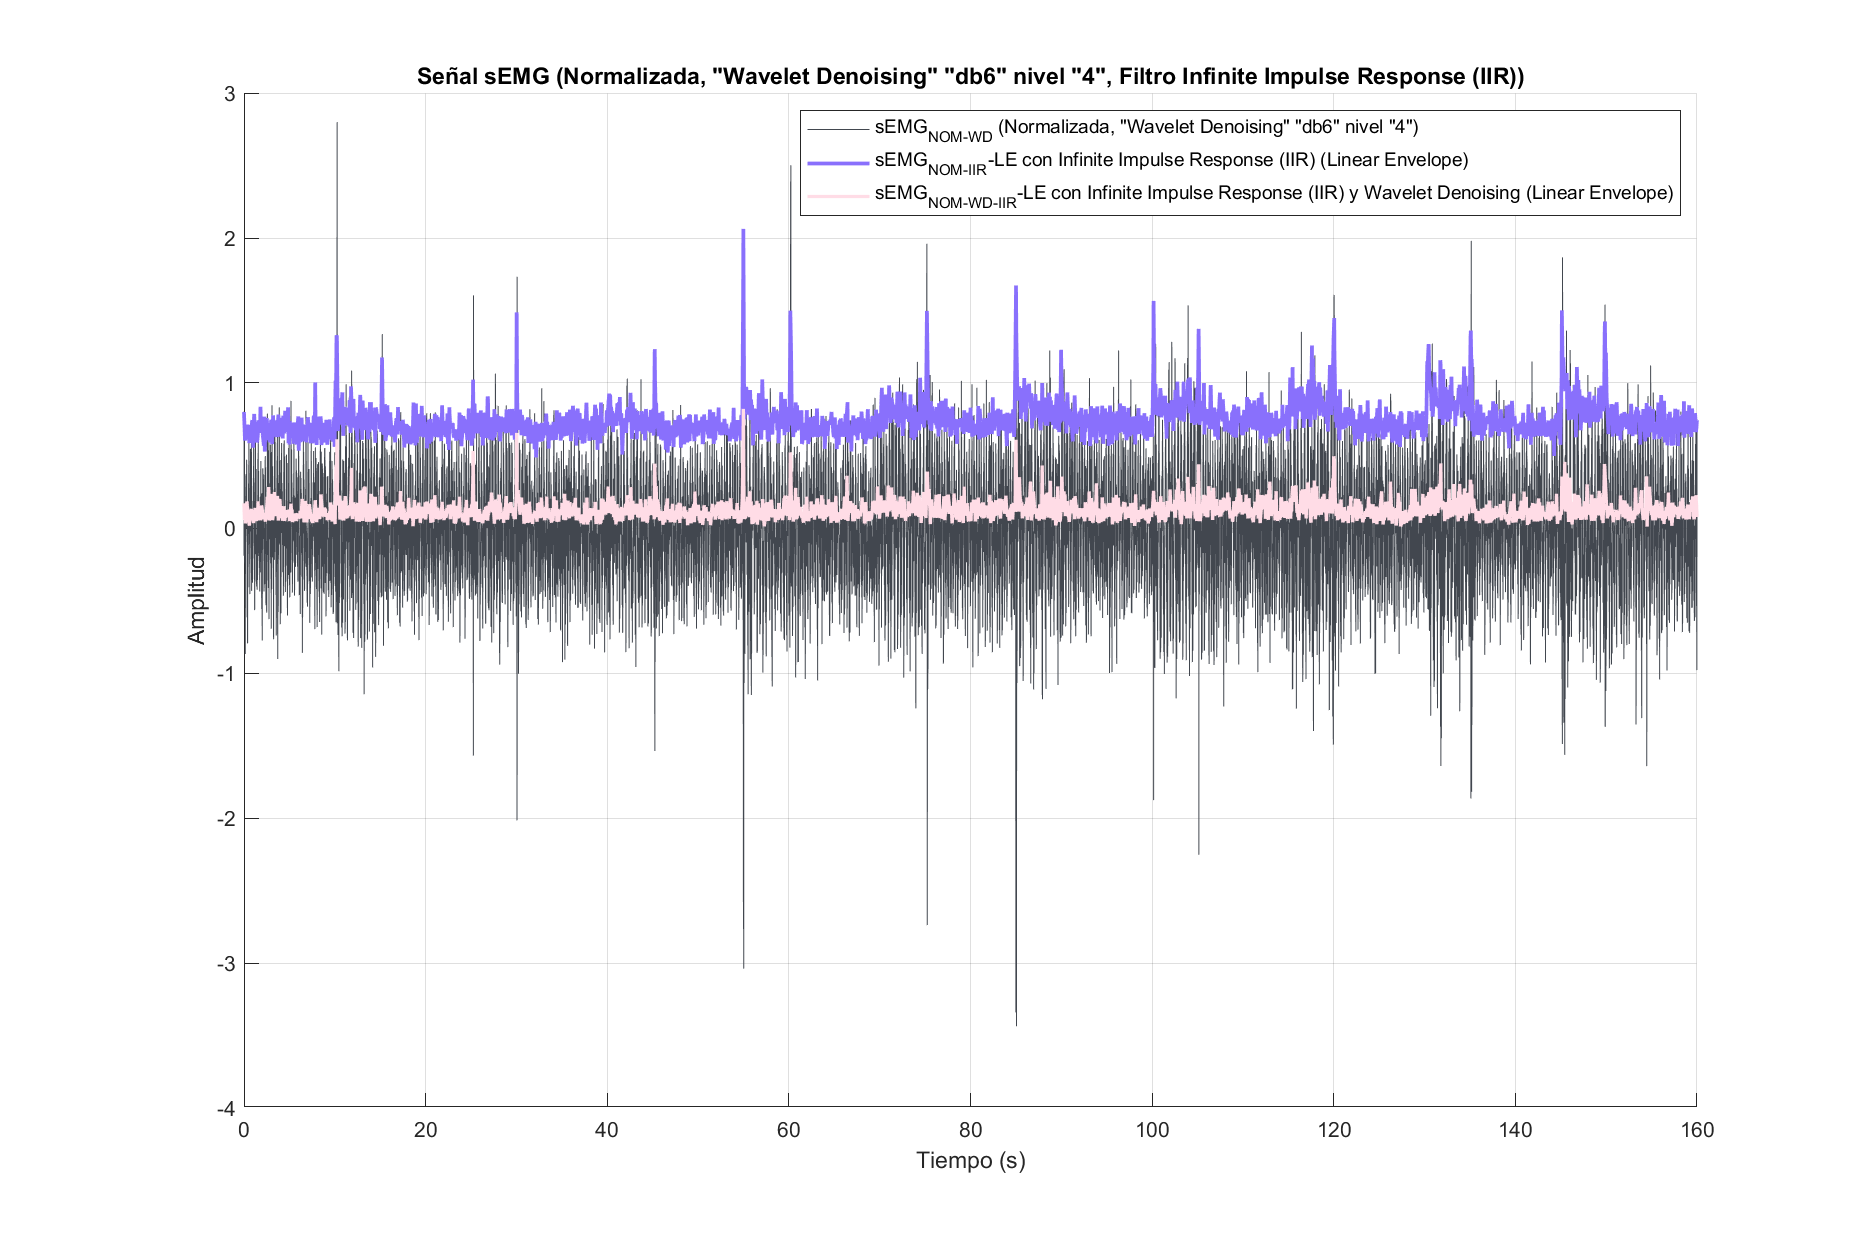 Señal sEMG (Normalizada, "Wavelet Denoising" "db6" nivel "4", Filtro Infinite Impulse Response (IIR))
sEMG_NOM-WD (Normalizada, "Wavelet Denoising" "db6" nivel "4")
sEMG_NOM-IIR-LE con Infinite Impulse Response (IIR) (Linear Envelope)
sEMG_NOM-WD-IIR-LE con Infinite Impulse Response (IIR) y Wavelet Denoising (Linear Envelope)
3
2
1
0
-1
-2
-3
-4
Amplitud
0 20 40 60 80 100 120 140 160
Tiempo (s)